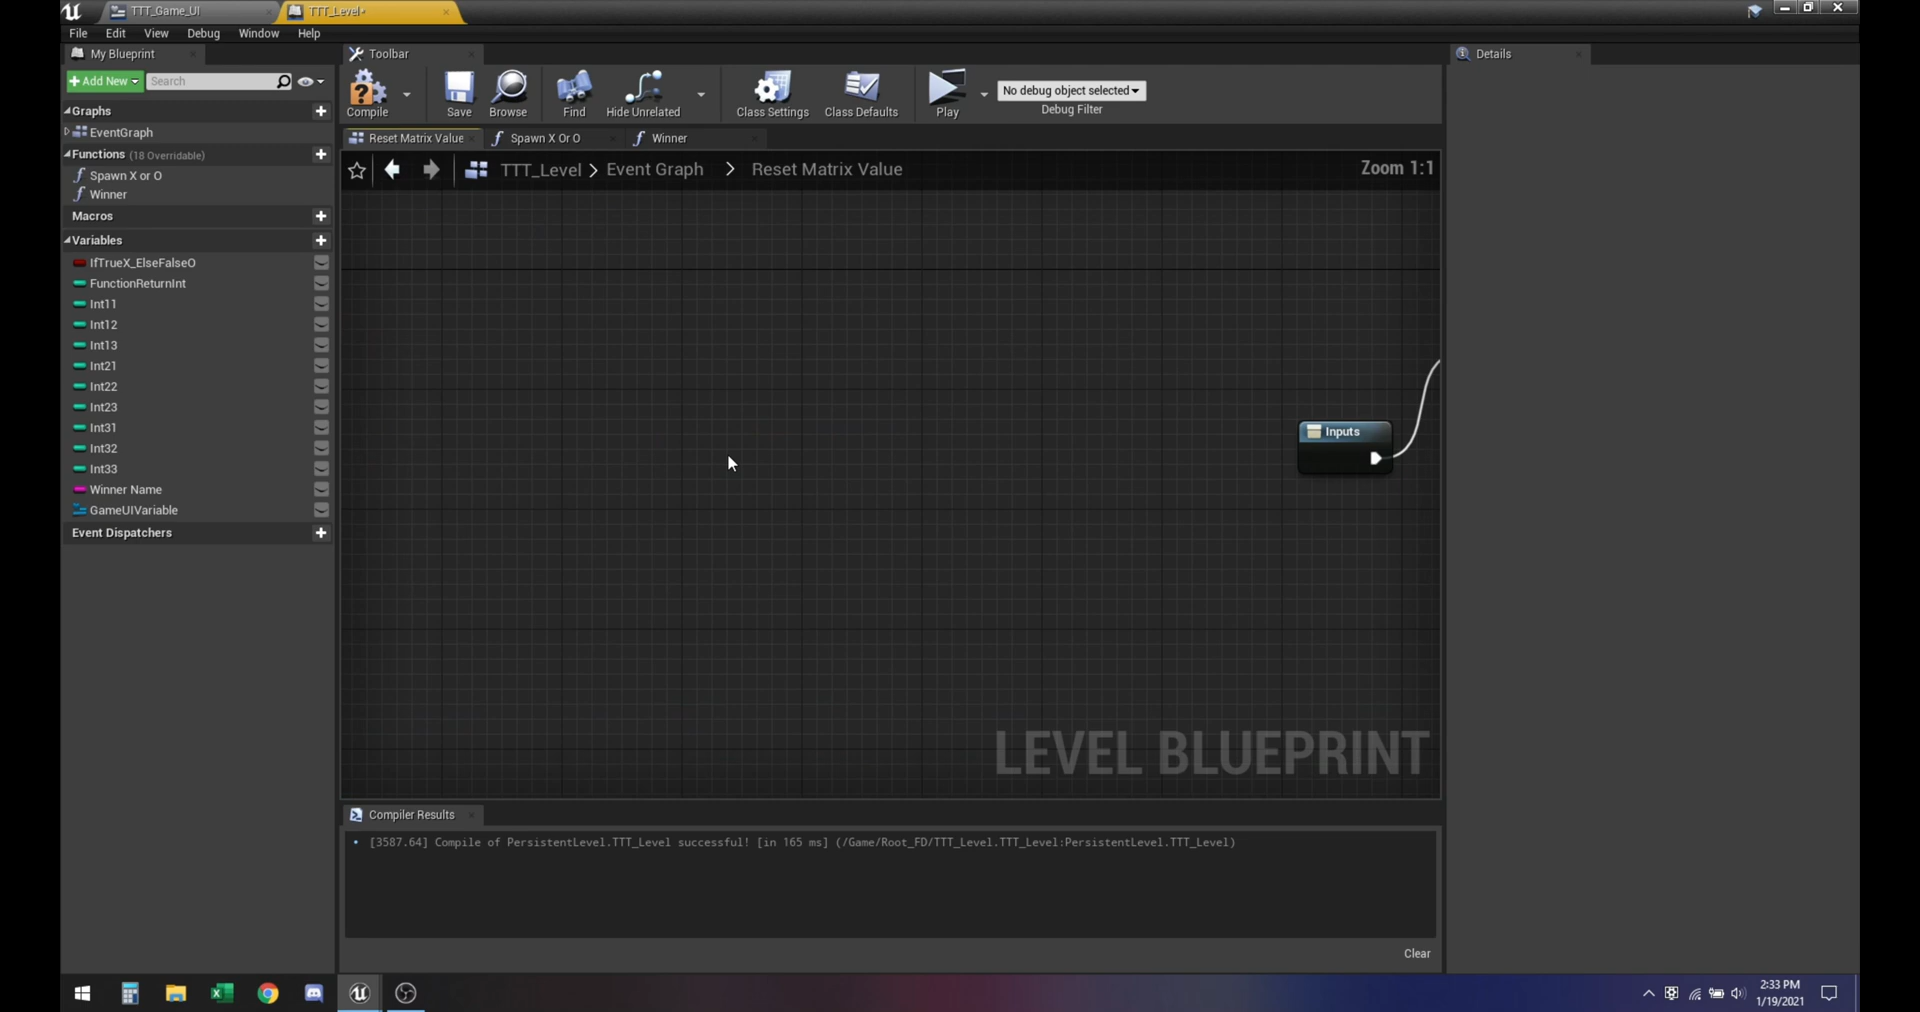 TTT_Game_UI
TTT_Level*
File Edit View Debug Window Help
My Blueprint
Toolbar
Details
Add New
Search
Compile
Save
Browse
Find
Hide Unrelated
Class Settings
Class Defaults
Play
No debug object selected
Debug Filter
Graphs
EventGraph
Functions (18 Overridable)
Spawn X or O
Winner
Macros
Variables
IfTrueX_ElseFalseO
FunctionReturnInt
Int11
Int12
Int13
Int21
Int22
Int23
Int31
Int32
Int33
Winner Name
GameUIVariable
Event Dispatchers
Reset Matrix Value
Spawn X Or O
Winner
TTT_Level > Event Graph > Reset Matrix Value
Zoom 1:1
Inputs
LEVEL BLUEPRINT
Compiler Results
[3587.64] Compile of PersistentLevel.TTT_Level successful! [in 165 ms] (/Game/Root_FD/TTT_Level.TTT_Level:PersistentLevel.TTT_Level)
Clear
2:33 PM
1/19/2021